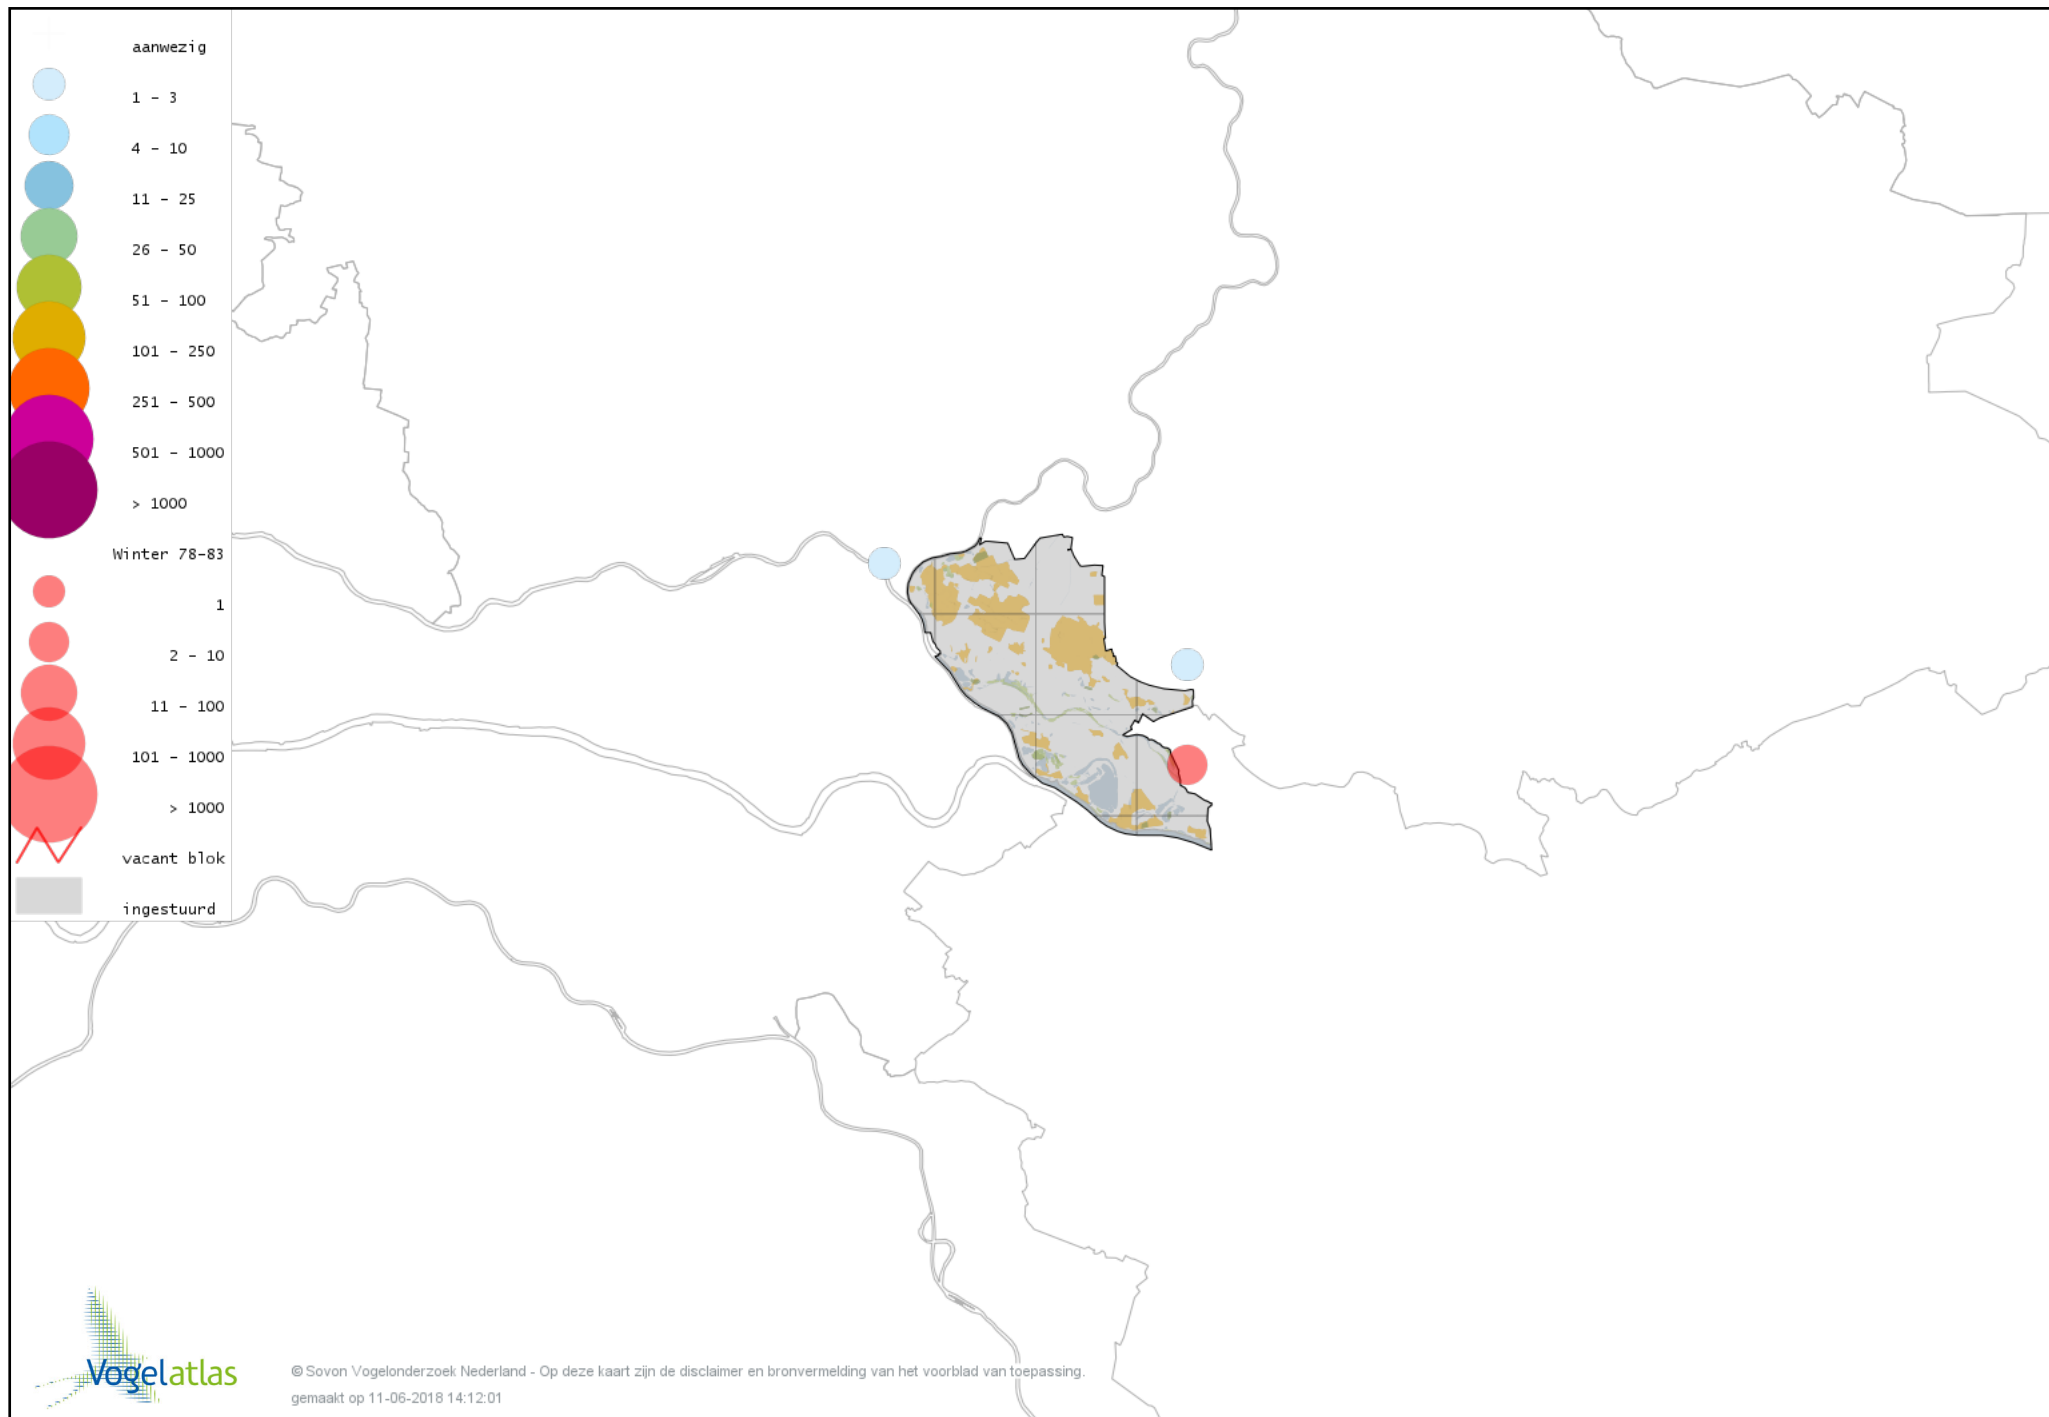 aanwezig
1 - 3
4 - 10
11 - 25
26 - 50
51 - 100
101 - 250
251 - 500
501 - 1000
> 1000
Winter 78-83
1
2 - 10
11 - 100
101 - 1000
> 1000
vacant blok
ingestuurd
Vogelatlas
© Sovon Vogelonderzoek Nederland - Op deze kaart zijn de disclaimer en bronvermelding van het voorblad van toepassing.
gemaakt op 11-06-2018 14:12:01